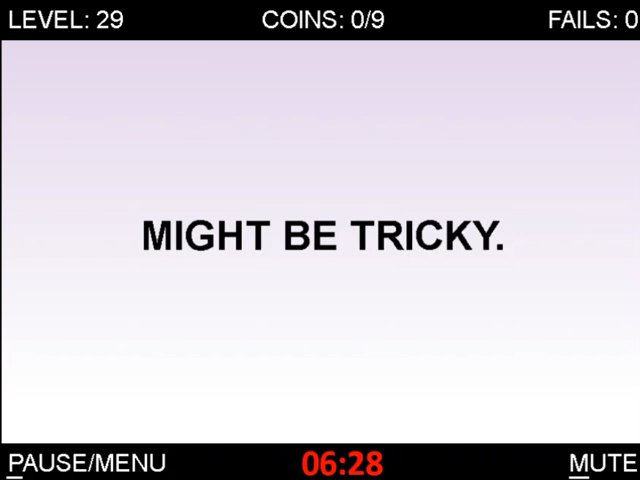 LEVEL: 29 COINS: 0/9 FAILS: 0
MIGHT BE TRICKY.
PAUSE/MENU 06:28 MUTE